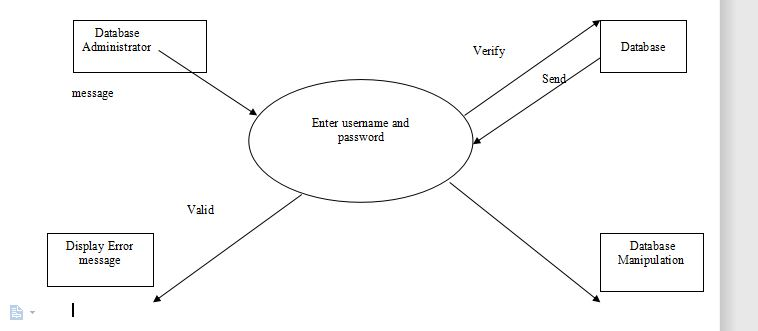 Database
Administrator
Verify
Database
Send
message
Enter username and
password
Valid
Display Error
message
Database
Manipulation